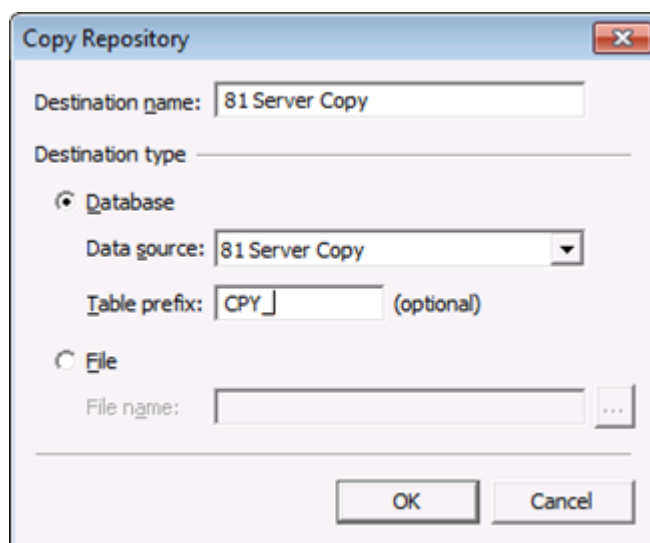 Copy Repository
Destination name: 81 Server Copy
Destination type
Database
Data source: 81 Server Copy
Table prefix: CPY_ (optional)
File
File name: ...
OK Cancel